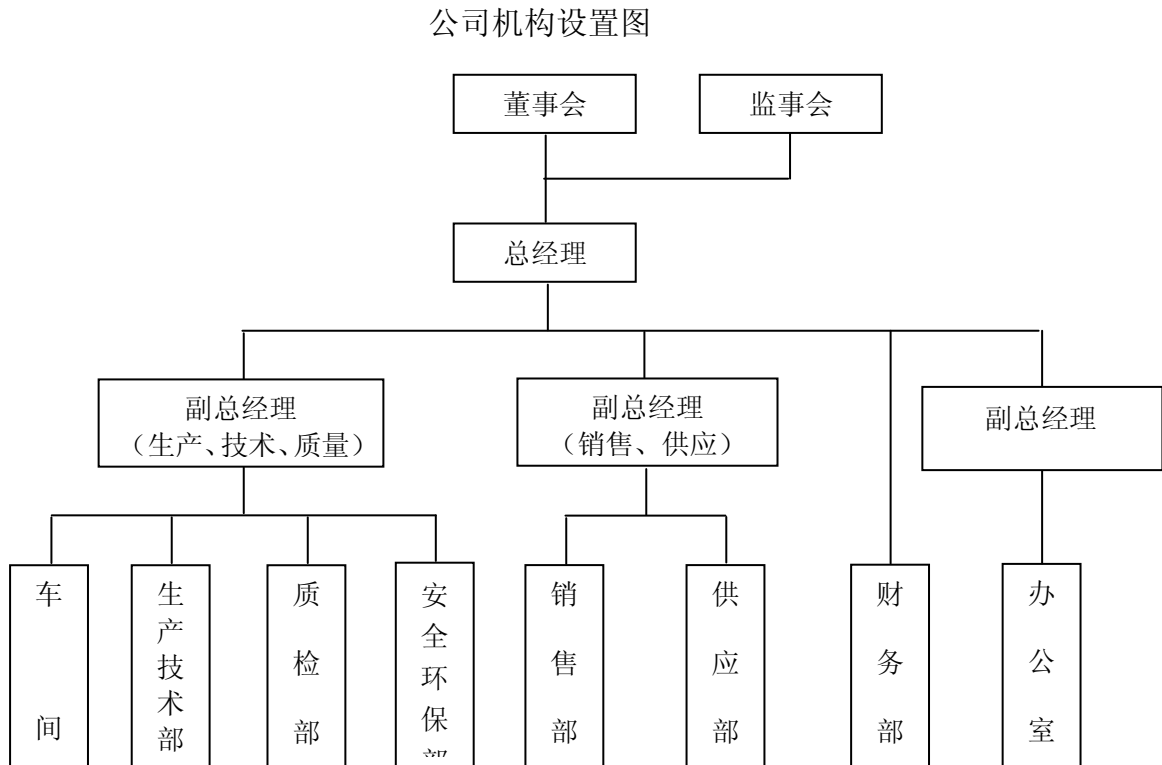 公司机构设置图
董事会
监事会
总经理
副总经理
（生产、技术、质量）
副总经理
（销售、供应）
副总经理
车间
生产技术部
质检部
安全环保部
销售部
供应部
财务部
办公室